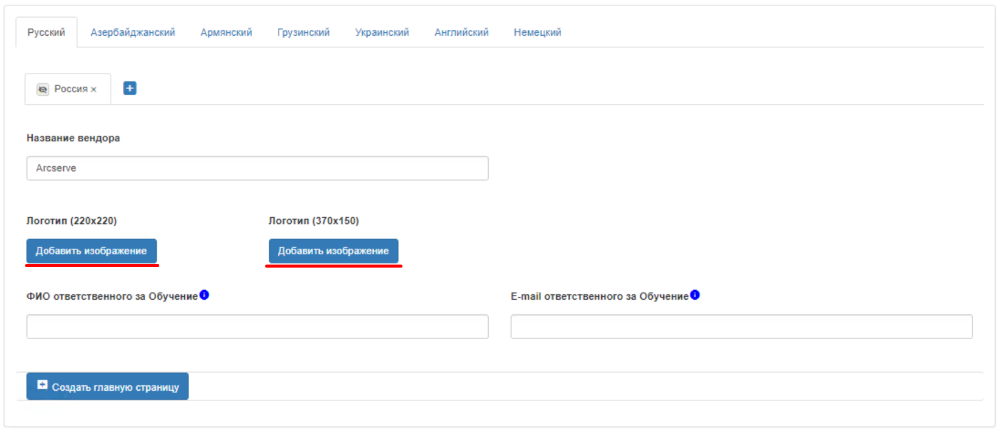 Русский Азербайджанский Армянский Грузинский Украинский Английский Немецкий
Россия ×
Название вендора
Arcserve
Логотип (220x220) Логотип (370x150)
Добавить изображение Добавить изображение
ФИО ответственного за Обучение E-mail ответственного за Обучение
Создать главную страницу